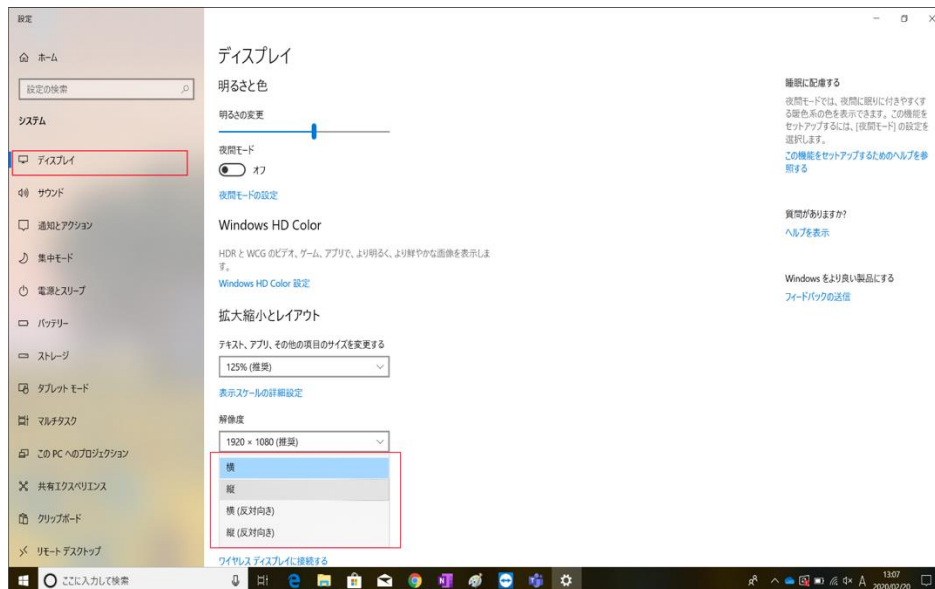 設定
ホーム
設定の検索
システム
ディスプレイ
サウンド
通知とアクション
集中モード
電源とスリープ
バッテリー
ストレージ
タブレット モード
マルチタスク
この PC へのプロジェクション
共有エクスペリエンス
クリップボード
リモート デスクトップ
ディスプレイ
明るさと色
明るさの変更
夜間モード
オフ
夜間モードの設定
Windows HD Color
HDR と WCG のビデオ、ゲーム、アプリで、より明るく、より鮮やかな画像を表示しま
す。
Windows HD Color 設定
拡大縮小とレイアウト
テキスト、アプリ、その他の項目のサイズを変更する
125% (推奨)
表示スケールの詳細設定
解像度
1920 × 1080 (推奨)
横
縦
横 (反対向き)
縦 (反対向き)
ワイヤレス ディスプレイに接続する
睡眠に配慮する
夜間モードでは、夜間に眠りに付きやすくす
る暖色系の色を表示できます。この機能を
セットアップするには、[夜間モード] の設定を
選択します。
この機能をセットアップするためのヘルプを参
照する
質問がありますか?
ヘルプを表示
Windows をより良い製品にする
フィードバックの送信
ここに入力して検索
A
13:07
2020/02/20